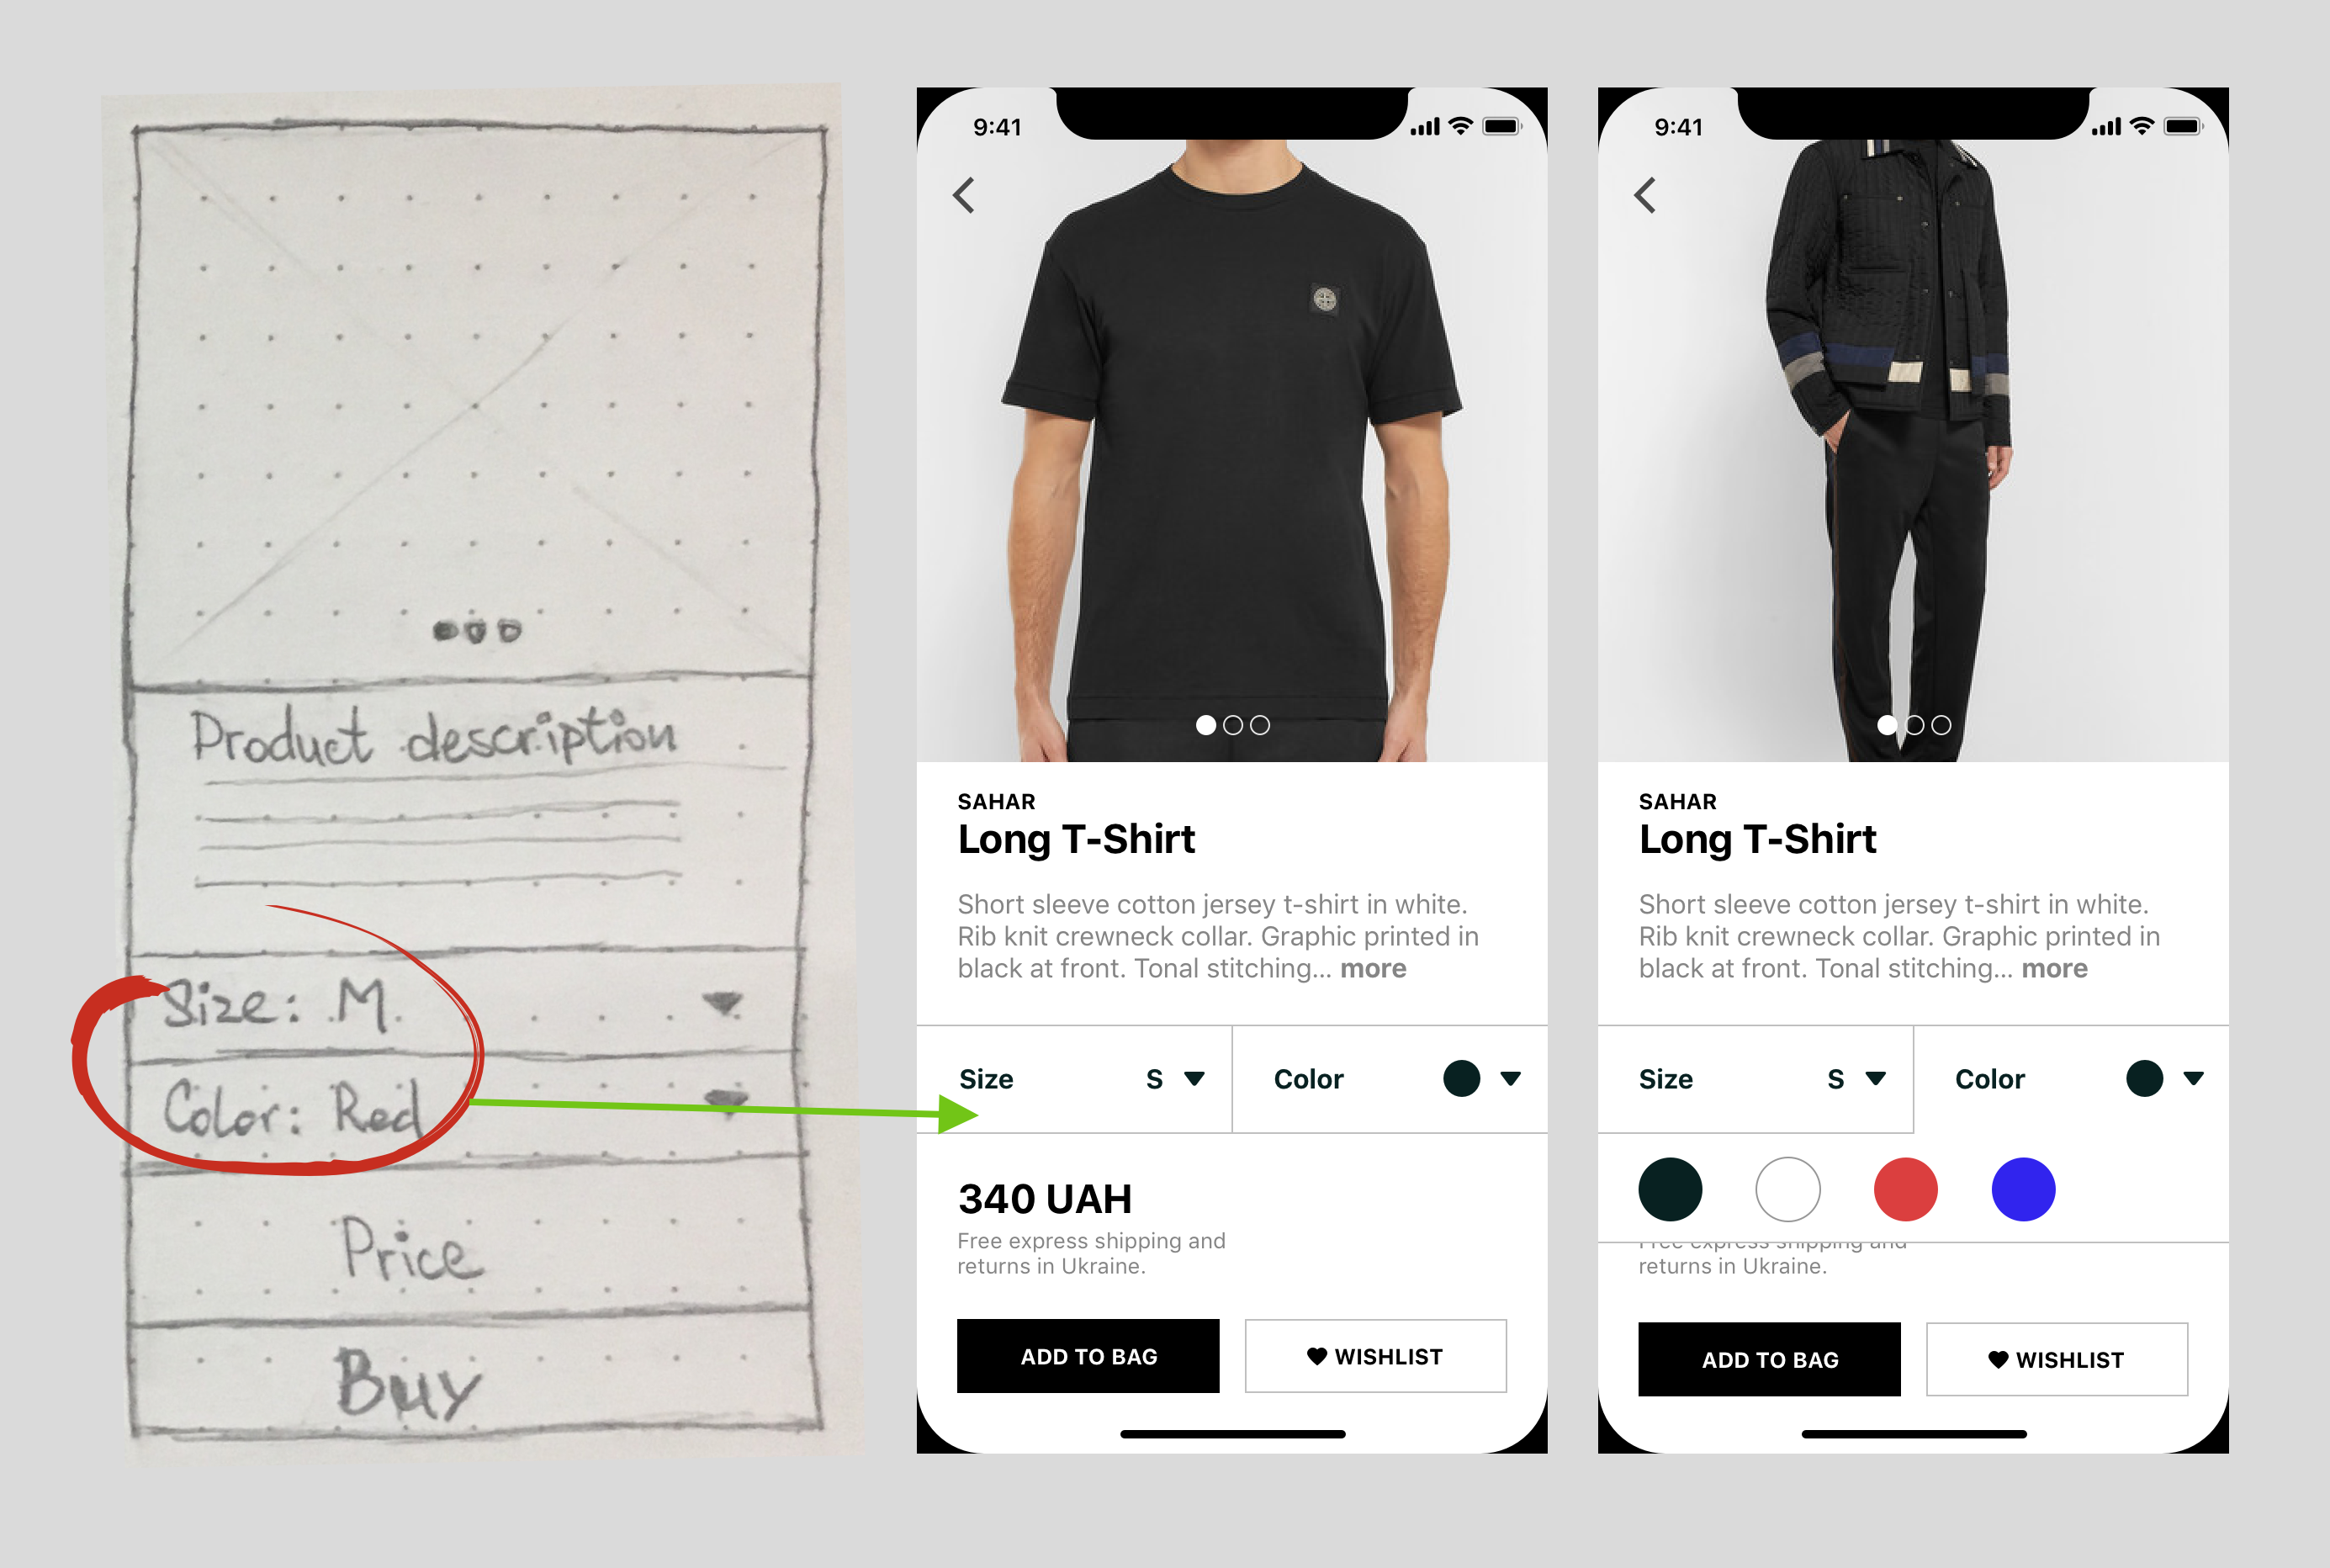 Product description
Size: M
Color: Red
Price
Buy
9:41
SAHAR
Long T-Shirt
Short sleeve cotton jersey t-shirt in white.
Rib knit crewneck collar. Graphic printed in
black at front. Tonal stitching... more
Size S Color
340 UAH
Free express shipping and
returns in Ukraine.
ADD TO BAG WISHLIST
9:41
SAHAR
Long T-Shirt
Short sleeve cotton jersey t-shirt in white.
Rib knit crewneck collar. Graphic printed in
black at front. Tonal stitching... more
Size S Color
Free express shipping and
returns in Ukraine.
ADD TO BAG WISHLIST